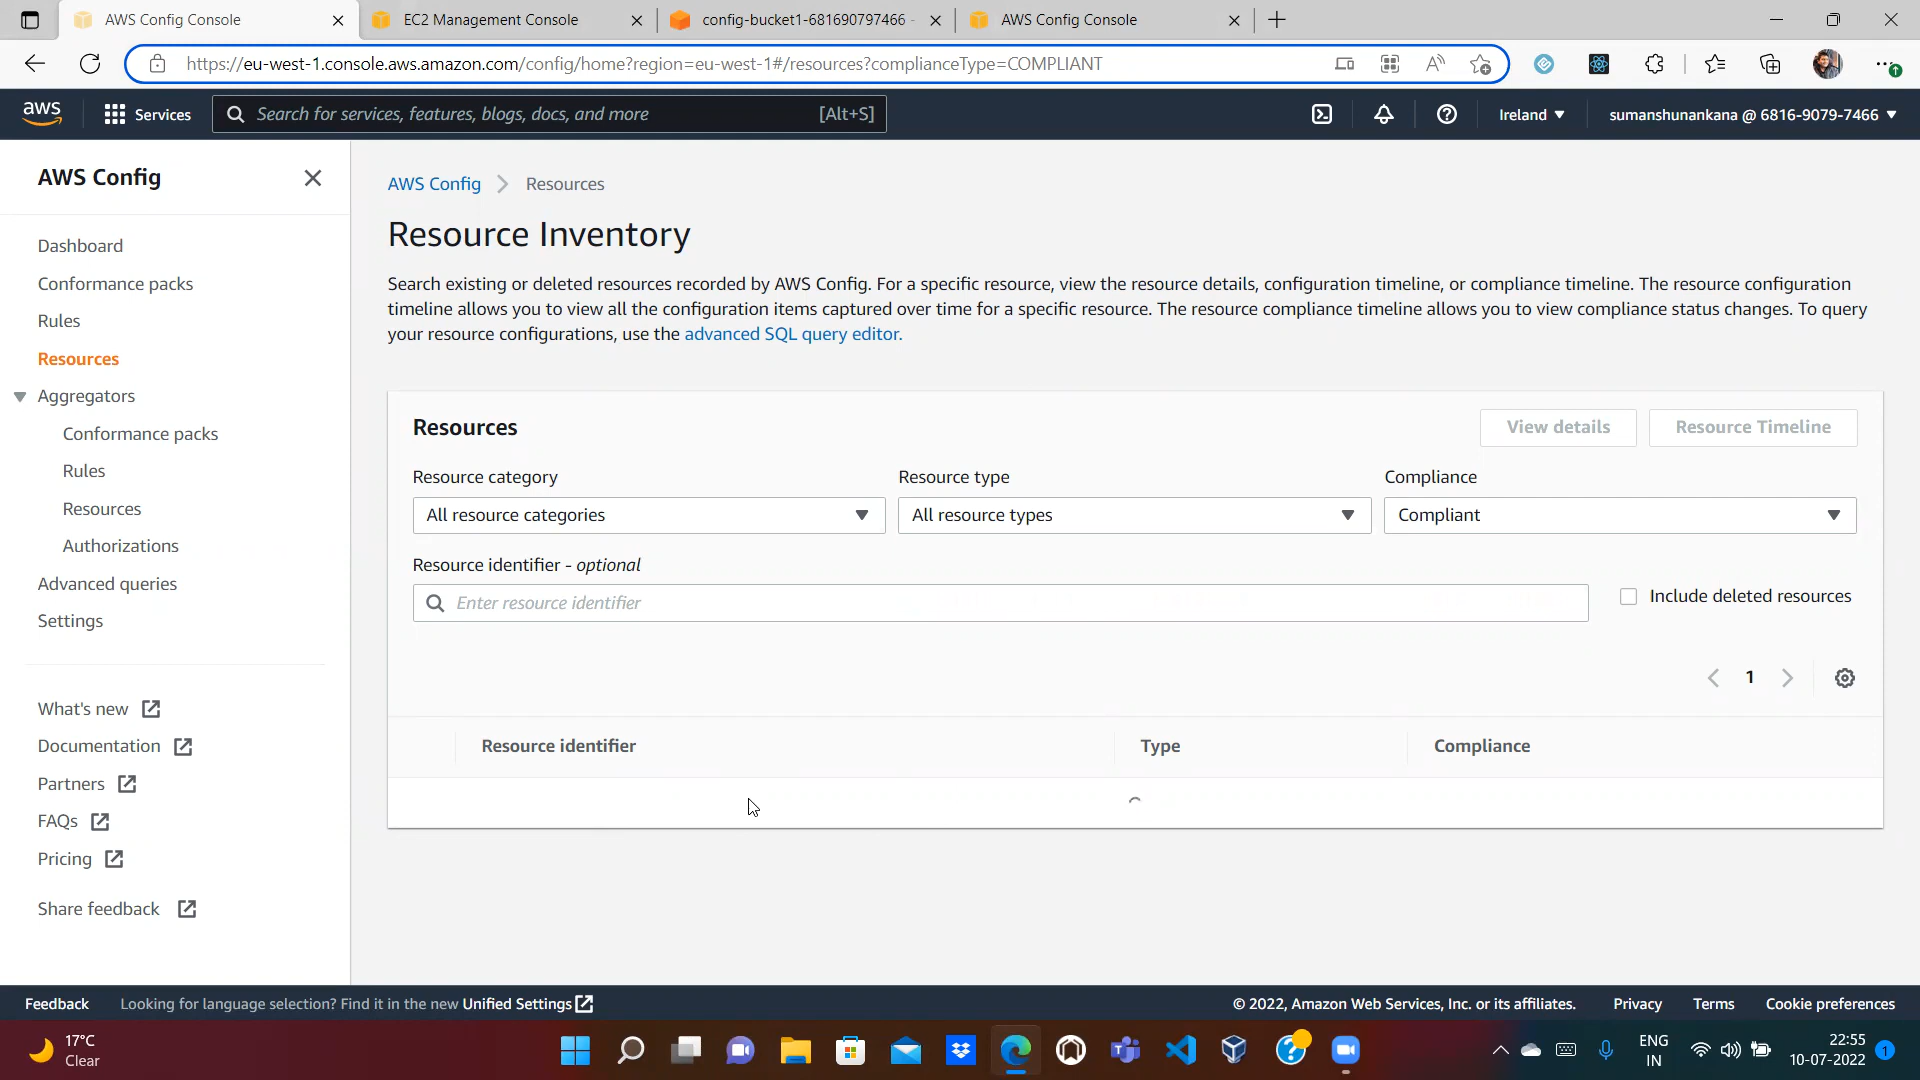 AWS Config Console
EC2 Management Console
config-bucket1-681690797466 -
AWS Config Console
https://eu-west-1.console.aws.amazon.com/config/home?region=eu-west-1#/resources?complianceType=COMPLIANT
aws
Services
Search for services, features, blogs, docs, and more
[Alt+S]
Ireland
sumanshunankana @ 6816-9079-7466
AWS Config
Dashboard
Conformance packs
Rules
Resources
Aggregators
Conformance packs
Rules
Resources
Authorizations
Advanced queries
Settings
What's new
Documentation
Partners
FAQs
Pricing
Share feedback
AWS Config
Resources
Resource Inventory
Search existing or deleted resources recorded by AWS Config. For a specific resource, view the resource details, configuration timeline, or compliance timeline. The resource configuration
timeline allows you to view all the configuration items captured over time for a specific resource. The resource compliance timeline allows you to view compliance status changes. To query
your resource configurations, use the advanced SQL query editor.
Resources
View details
Resource Timeline
Resource category
Resource type
Compliance
All resource categories
All resource types
Compliant
Resource identifier - optional
Enter resource identifier
Include deleted resources
1
Resource identifier
Type
Compliance
Feedback
Looking for language selection? Find it in the new Unified Settings
© 2022, Amazon Web Services, Inc. or its affiliates.
Privacy
Terms
Cookie preferences
17°C
Clear
ENG
IN
22:55
10-07-2022
1